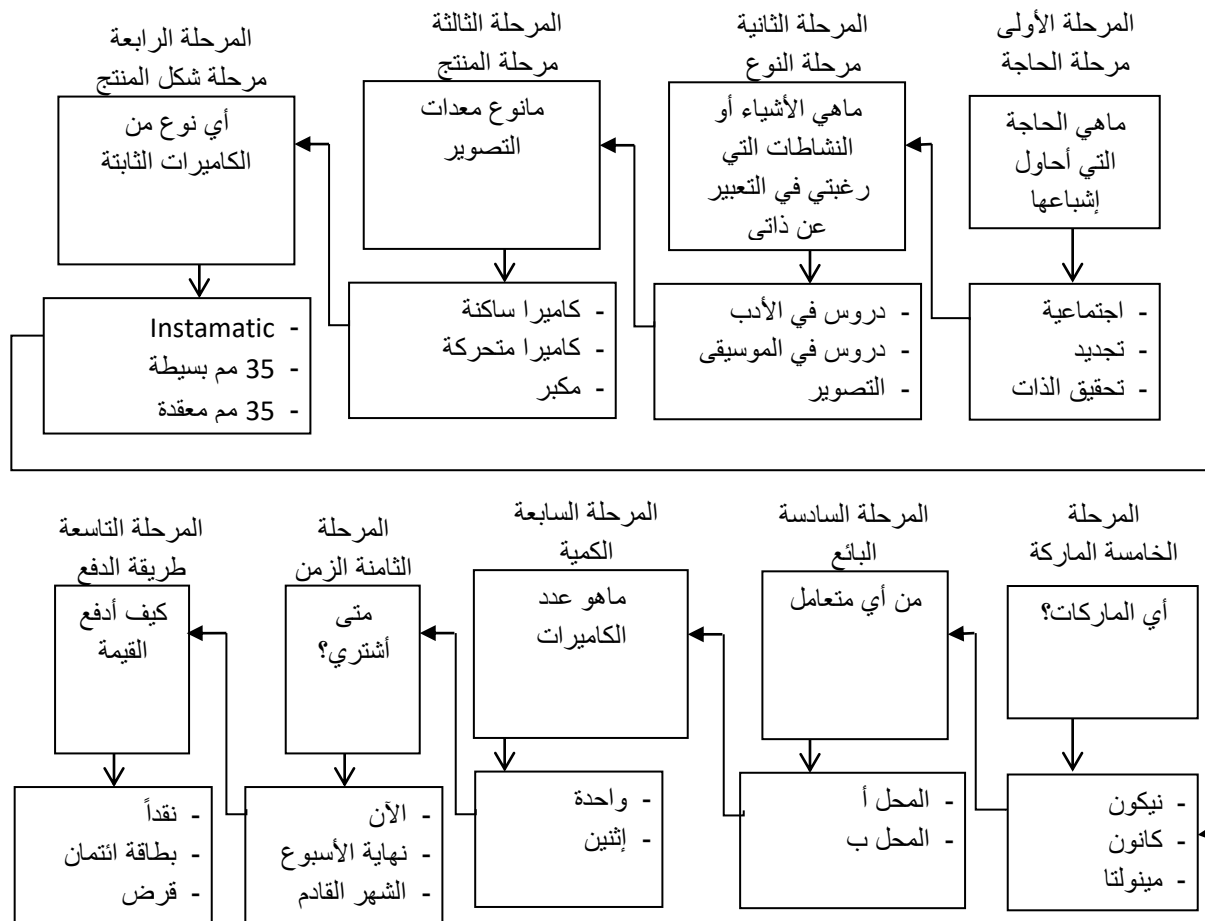 المرحلة الأولى
مرحلة الحاجة
ماهي الحاجة
التي أحاول
إشباعها
- اجتماعية
- تجديد
- تحقيق الذات
المرحلة الثانية
مرحلة النوع
ماهي الأشياء أو
النشاطات التي
رغبتي في التعبير
عن ذاتى
- دروس في الأدب
- دروس في الموسيقى
- التصوير
المرحلة الثالثة
مرحلة المنتج
مانوع معدات
التصوير
- كاميرا ساكنة
- كاميرا متحركة
- مكبر
المرحلة الرابعة
مرحلة شكل المنتج
أي نوع من
الكاميرات الثابتة
- Instamatic
- 35 مم بسيطة
- 35 مم معقدة
المرحلة
الخامسة الماركة
أي الماركات؟
- نيكون
- كانون
- مينولتا
المرحلة السادسة
البائع
من أي متعامل
- المحل أ
- المحل ب
المرحلة السابعة
الكمية
ماهو عدد
الكاميرات
- واحدة
- إثنين
المرحلة
الثامنة الزمن
متى
أشتري؟
- الآن
- نهاية الأسبوع
- الشهر القادم
المرحلة التاسعة
طريقة الدفع
كيف أدفع
القيمة
- نقداً
- بطاقة ائتمان
- قرض